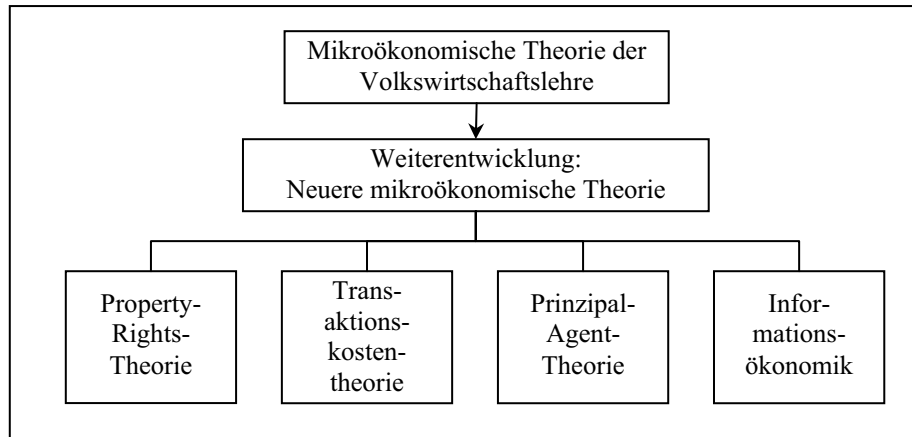 Mikroökonomische Theorie der
Volkswirtschaftslehre
Weiterentwicklung:
Neuere mikroökonomische Theorie
Property-
Rights-
Theorie
Trans-
aktions-
kosten-
theorie
Prinzipal-
Agent-
Theorie
Infor-
mations-
ökonomik